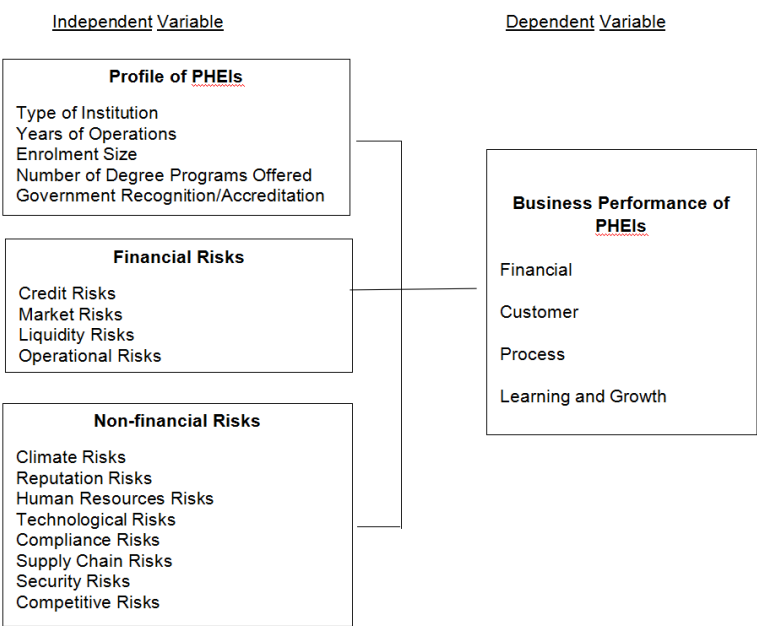 Independent Variable
Dependent Variable
Profile of PHEIs
Type of Institution
Years of Operations
Enrolment Size
Number of Degree Programs Offered
Government Recognition/Accreditation
Financial Risks
Credit Risks
Market Risks
Liquidity Risks
Operational Risks
Non-financial Risks
Climate Risks
Reputation Risks
Human Resources Risks
Technological Risks
Compliance Risks
Supply Chain Risks
Security Risks
Competitive Risks
Business Performance of
PHEIs
Financial
Customer
Process
Learning and Growth